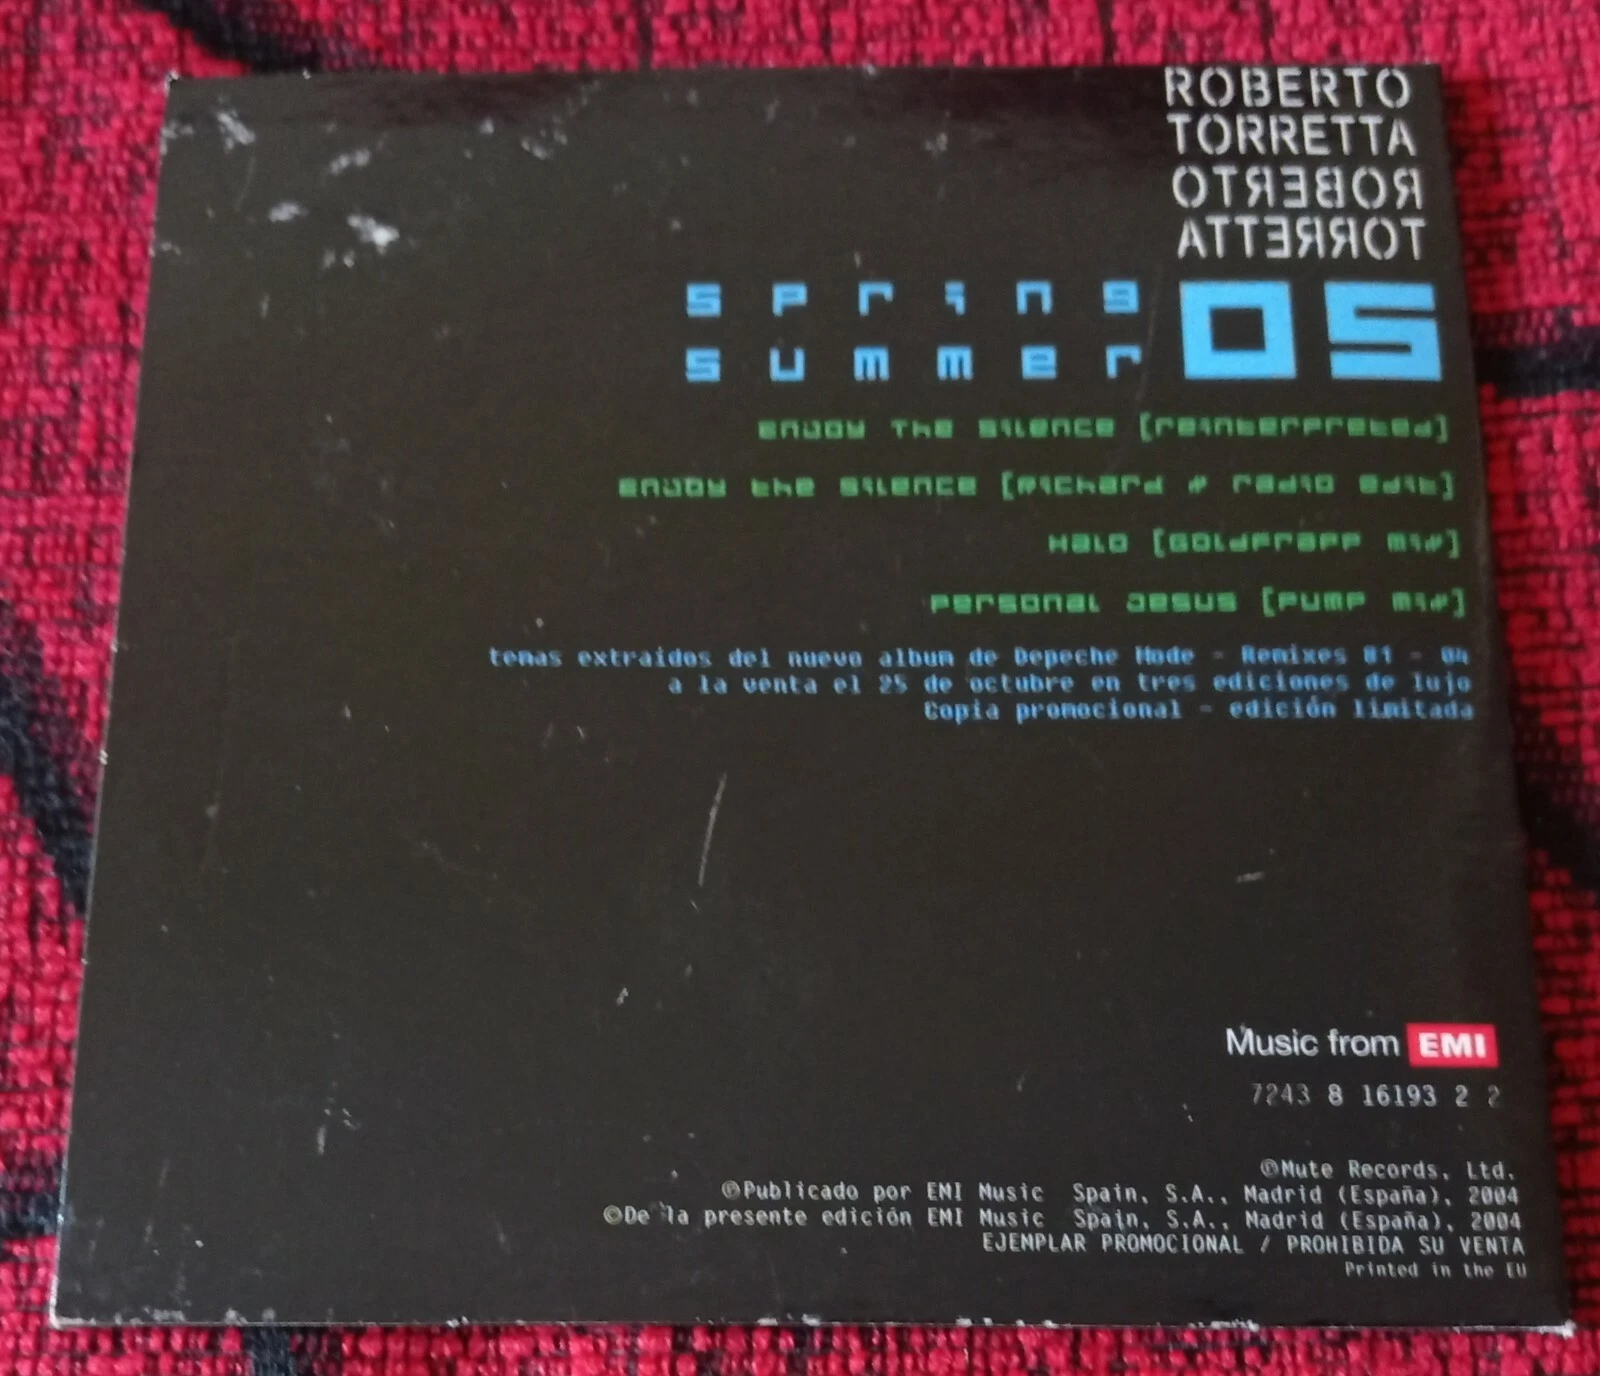 ROBERTO
TORRETTA
ROBERTO
TORRETTA
spring
summer 05
enjoy the silence [reinterpreted]
enjoy the silence [Richard x radio edit]
Halo [Goldfrapp mix]
Personal Jesus [Pump mix]
temas extraidos del nuevo album de Depeche Mode - Remixes 81 - 04
a la venta el 25 de octubre en tres ediciones de lujo
Copia promocional - edición limitada
Music from EMI
7243 8 16193 2 2
©Mute Records, Ltd.
℗Publicado por EMI Music Spain, S.A., Madrid (España), 2004
©De la presente edición EMI Music Spain, S.A., Madrid (España), 2004
EJEMPLAR PROMOCIONAL / PROHIBIDA SU VENTA
Printed in the EU